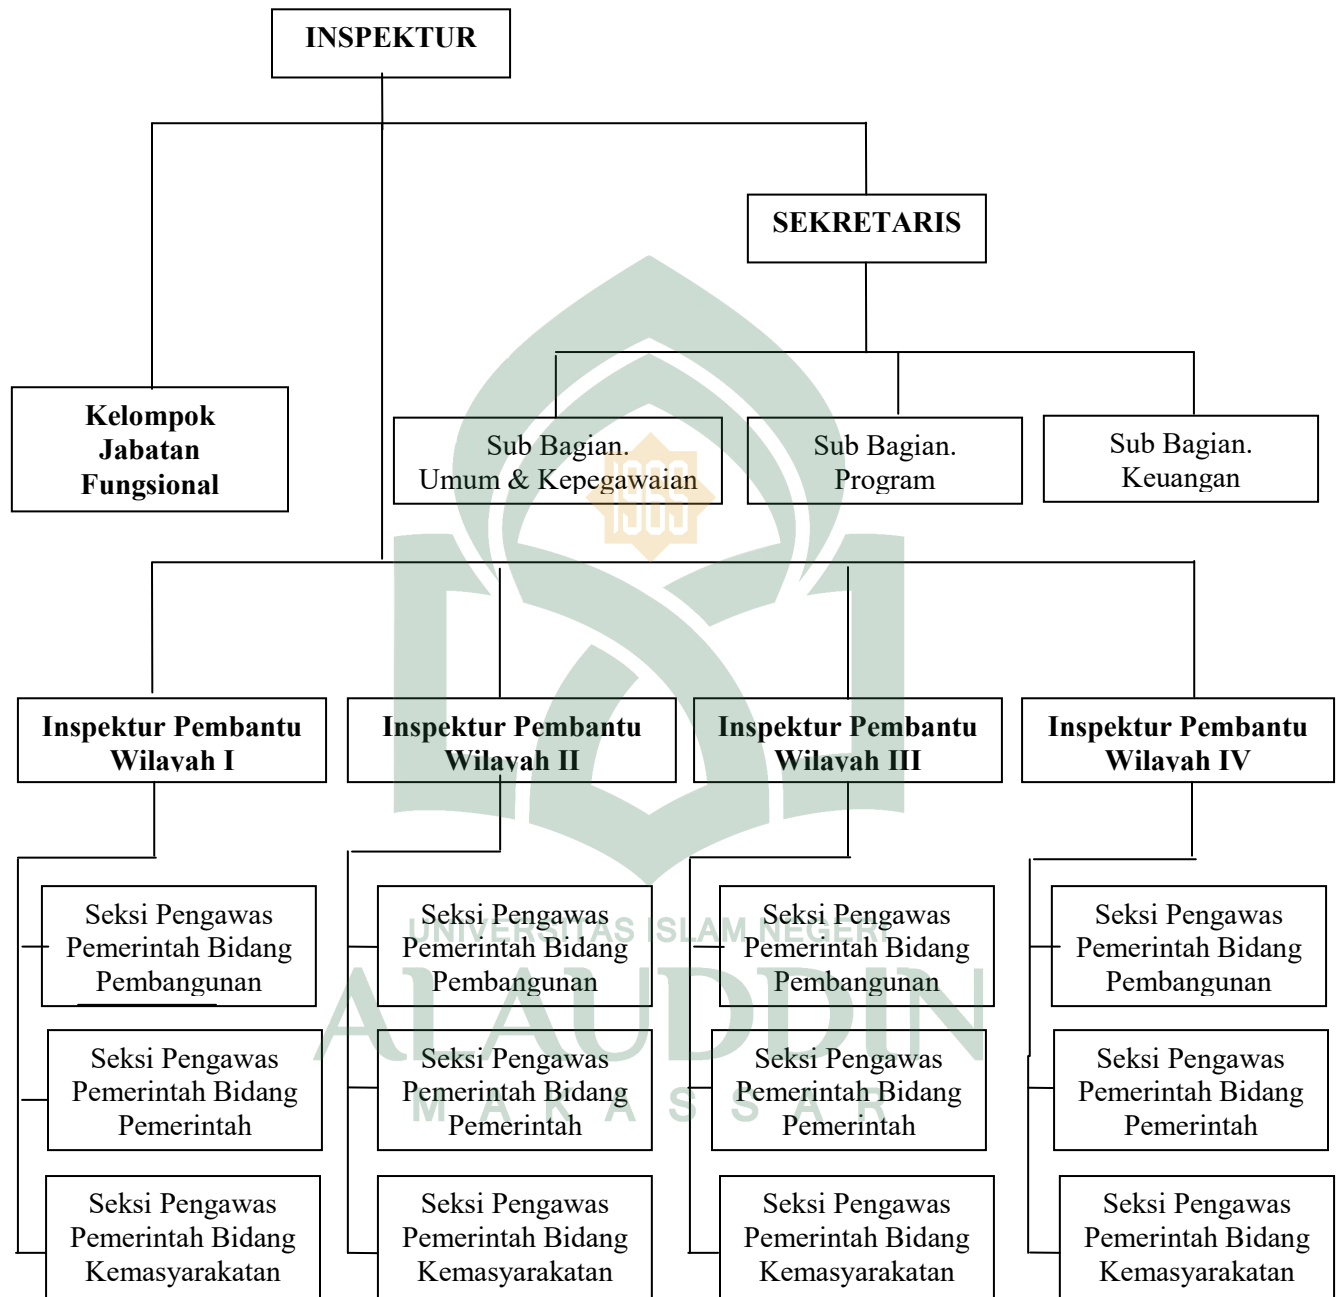 INSPEKTUR
SEKRETARIS
Kelompok
Jabatan
Fungsional
Sub Bagian.
Umum & Kepegawaian
Sub Bagian.
Program
Sub Bagian.
Keuangan
1965
Inspektur Pembantu
Wilayah I
Inspektur Pembantu
Wilayah II
Inspektur Pembantu
Wilayah III
Inspektur Pembantu
Wilayah IV
Seksi Pengawas
Pemerintah Bidang
Pembangunan
Seksi Pengawas
Pemerintah Bidang
Pembangunan
Seksi Pengawas
Pemerintah Bidang
Pembangunan
Seksi Pengawas
Pemerintah Bidang
Pembangunan
UNIVERSITAS ISLAM NEGERI
ALAUDDIN
MAKASSAR
Seksi Pengawas
Pemerintah Bidang
Pemerintah
Seksi Pengawas
Pemerintah Bidang
Pemerintah
Seksi Pengawas
Pemerintah Bidang
Pemerintah
Seksi Pengawas
Pemerintah Bidang
Pemerintah
Seksi Pengawas
Pemerintah Bidang
Kemasyarakatan
Seksi Pengawas
Pemerintah Bidang
Kemasyarakatan
Seksi Pengawas
Pemerintah Bidang
Kemasyarakatan
Seksi Pengawas
Pemerintah Bidang
Kemasyarakatan